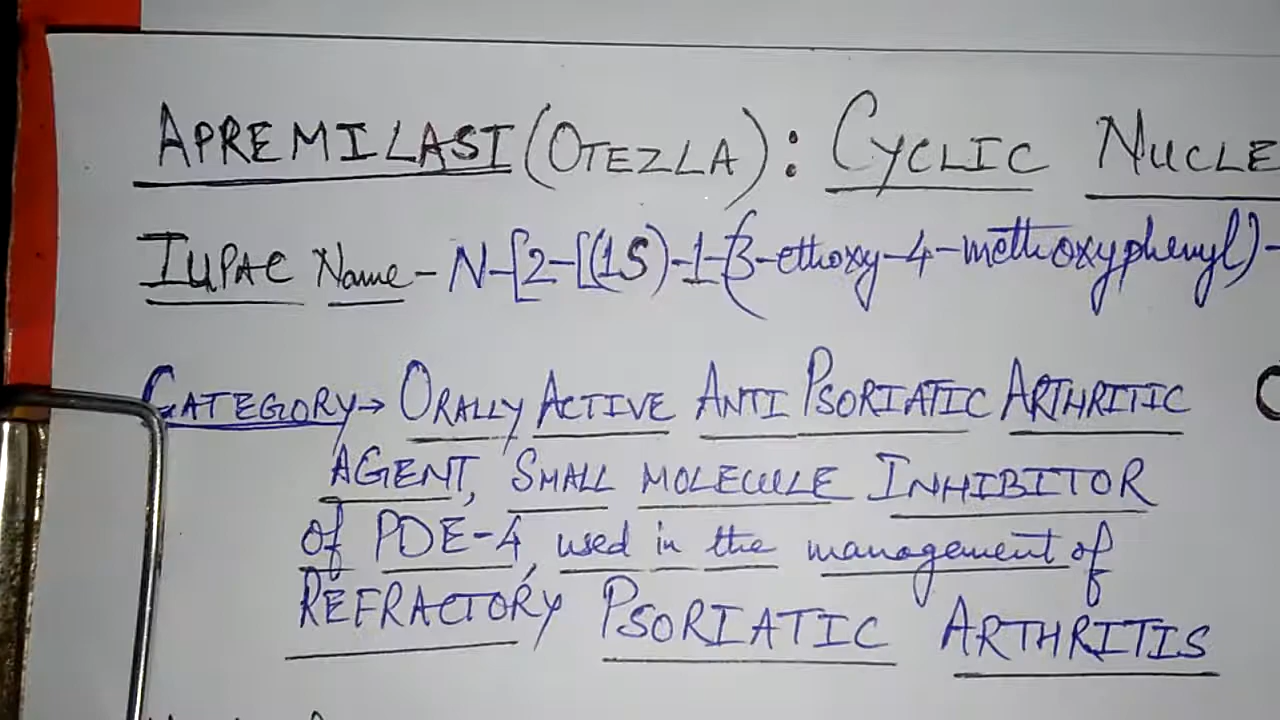 APREMILAST (OTEZLA): CYCLIC NUCLE
IUPAC Name - N-[2-[(1S)-1-(3-ethoxy-4-methoxyphenyl)-
CATEGORY → ORALLY ACTIVE ANTI PSORIATIC ARTHRITIC
AGENT, SMALL MOLECULE INHIBITOR
of PDE-4, used in the management of
REFRACTORY PSORIATIC ARTHRITIS